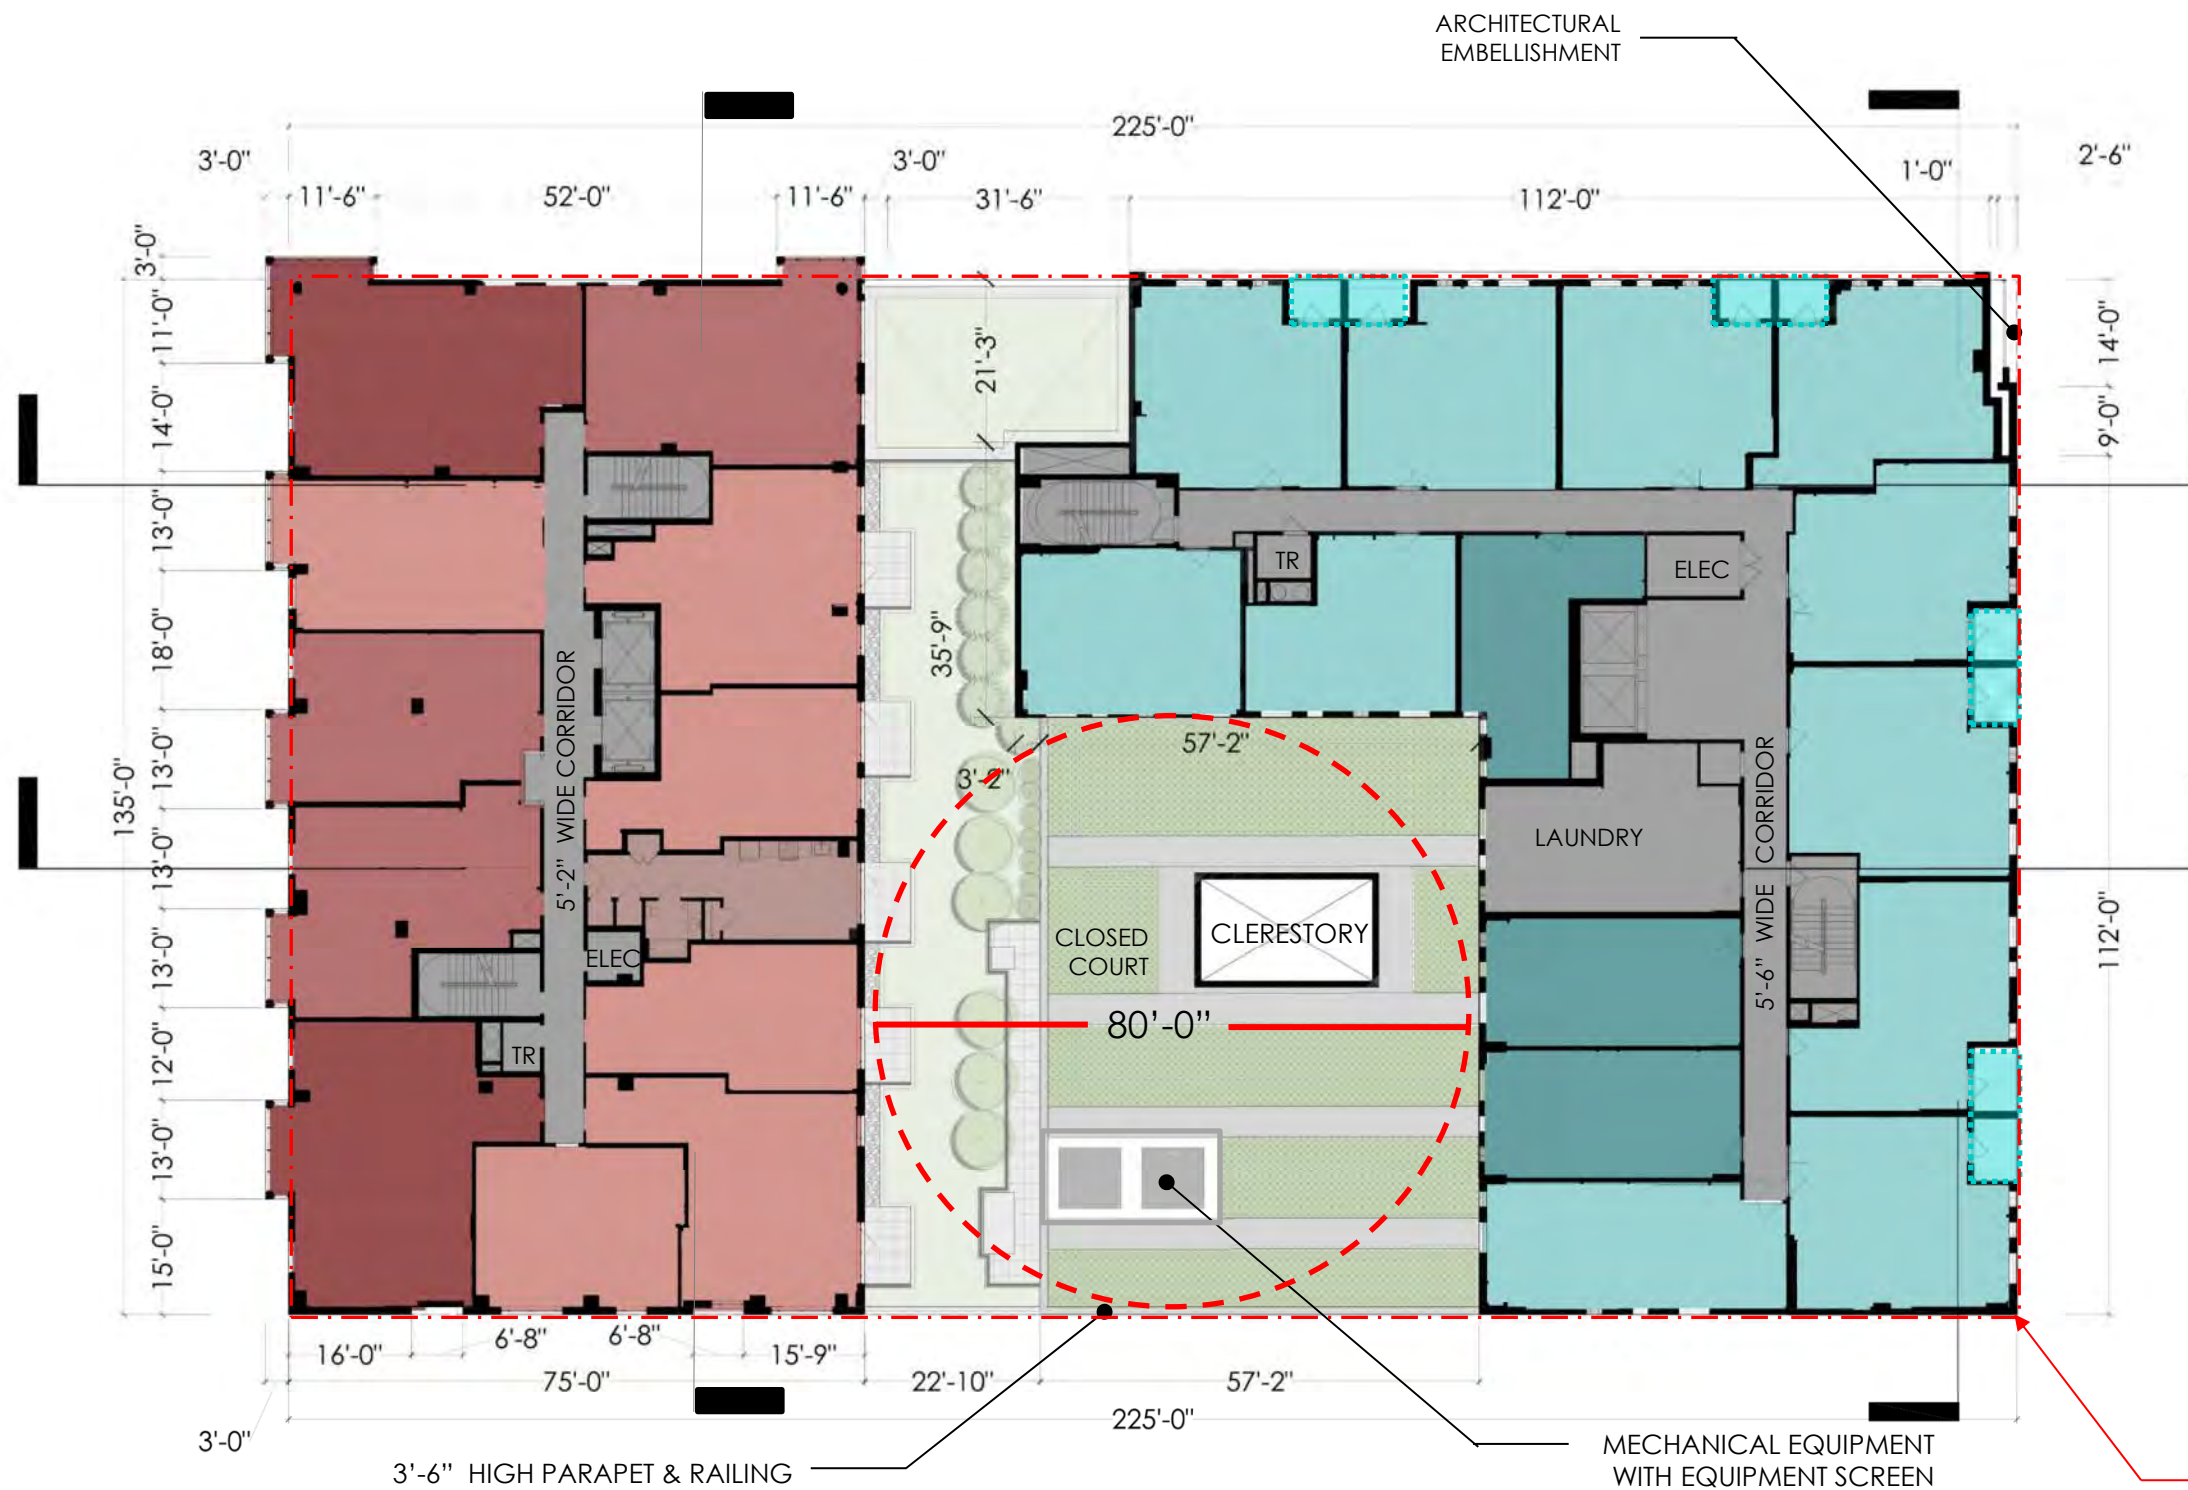 ARCHITECTURAL
EMBELLISHMENT
225'-0"
3'-0"
3'-0"
1'-0"
2'-6"
11'-6"
52'-0"
11'-6"
31'-6"
112'-0"
3'-0"
11'-0"
14'-0"
13'-0"
18'-0"
13'-0"
13'-0"
13'-0"
12'-0"
13'-0"
15'-0"
135'-0"
5'-2" WIDE CORRIDOR
ELEC
TR
21'-3"
35'-9"
3'-2"
57'-2"
TR
ELEC
LAUNDRY
5'-6" WIDE CORRIDOR
CLOSED
COURT
CLERESTORY
80'-0"
14'-0"
9'-0"
112'-0"
16'-0"
6'-8"
6'-8"
15'-9"
75'-0"
22'-10"
57'-2"
225'-0"
3'-0"
3'-6" HIGH PARAPET & RAILING
MECHANICAL EQUIPMENT
WITH EQUIPMENT SCREEN